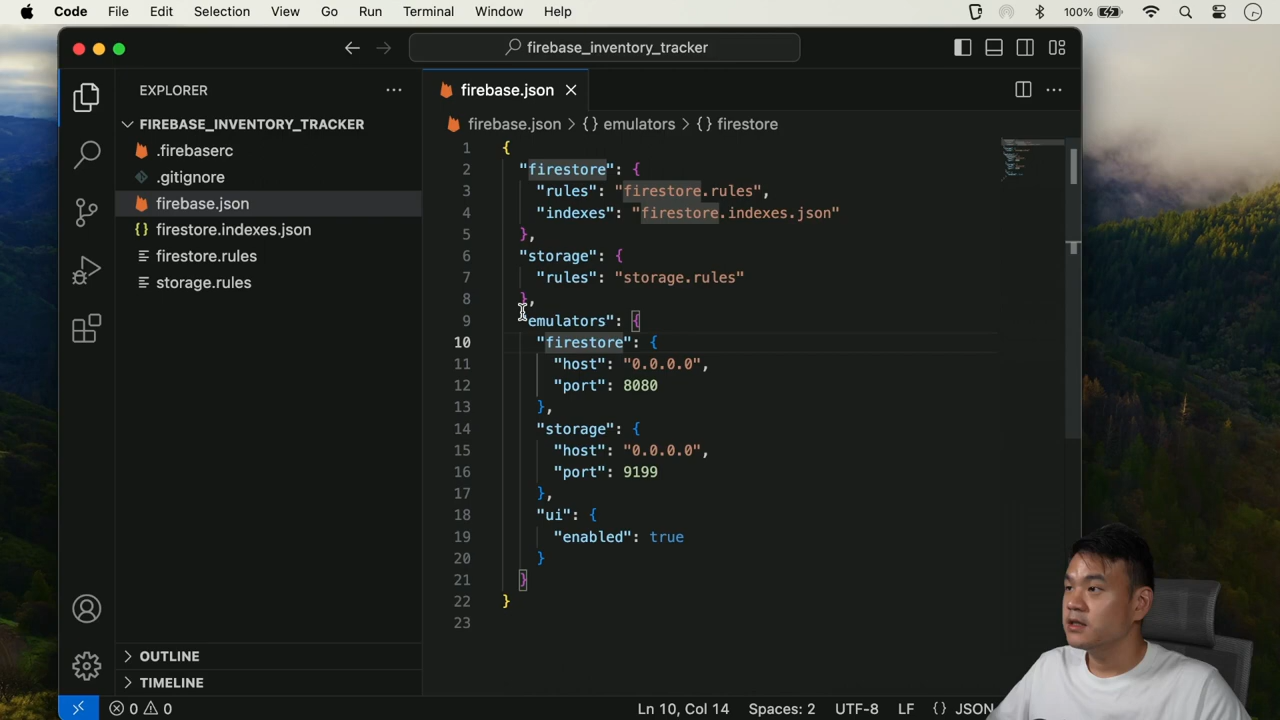 Code File Edit Selection View Go Run Terminal Window Help 100%
firebase_inventory_tracker
EXPLORER
FIREBASE_INVENTORY_TRACKER
.firebaserc
.gitignore
firebase.json
firestore.indexes.json
firestore.rules
storage.rules
OUTLINE
TIMELINE
firebase.json
firebase.json > {} emulators > {} firestore
1 {
2 "firestore": {
3 "rules": "firestore.rules",
4 "indexes": "firestore.indexes.json"
5 },
6 "storage": {
7 "rules": "storage.rules"
8 },
9 "emulators": {
10 "firestore": {
11 "host": "0.0.0.0",
12 "port": 8080
13 },
14 "storage": {
15 "host": "0.0.0.0",
16 "port": 9199
17 },
18 "ui": {
19 "enabled": true
20 }
21 }
22 }
23
0 0 Ln 10, Col 14 Spaces: 2 UTF-8 LF {} JSON